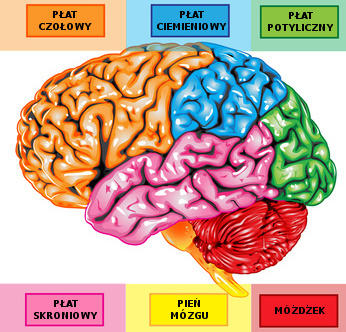 PŁAT
CZOŁOWY
PŁAT
CIEMIENIOWY
PŁAT
POTYLICZNY
PŁAT
SKRONIOWY
PIEŃ
MÓZGU
MÓŻDŻEK